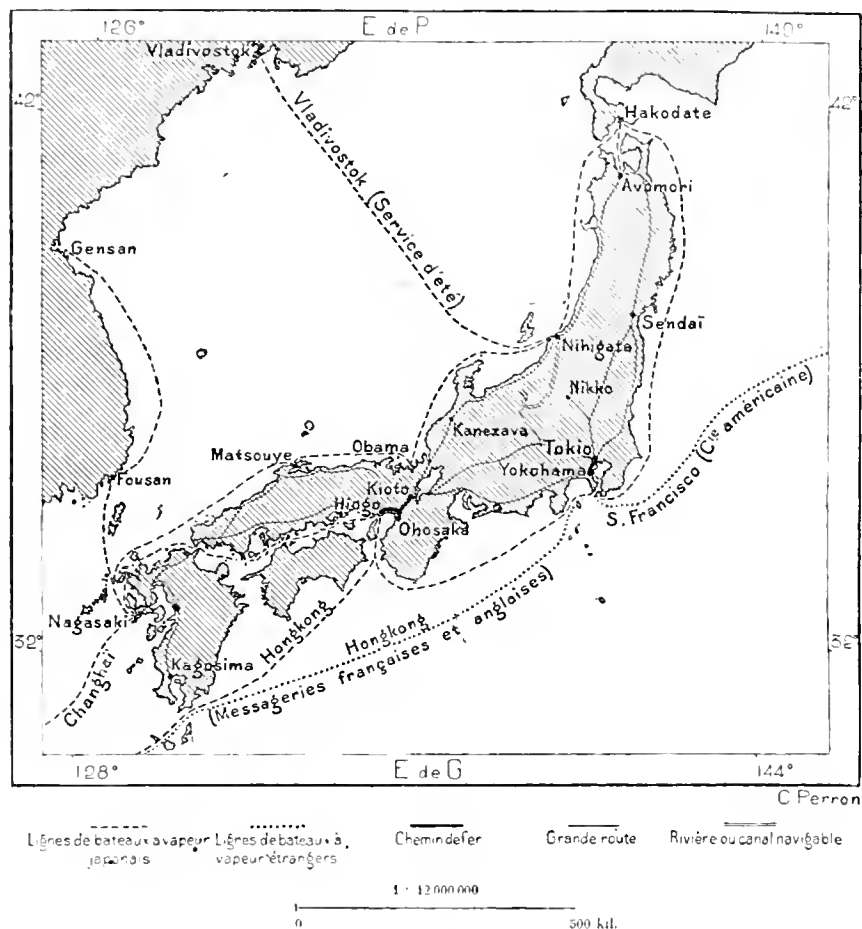 126° E de P 140°
Vladivostok
42° 42°
Hakodate
Vladivostok (Service d'été)
Avomori
Gensan
Sendaï
Nihigata
Nikko
S. Francisco (Cie américaine)
Kanezava
Matsouye Obama
Tokio
Fousan
Kioto Yokohama
Hiogo
Ohosaka
Nagasaki
Hongkong
Hongkong
(Messageries françaises et anglaises)
32° 32°
Kagosima
Changhaï
128° E de G 144°
C Perron
Lignes de bateaux a vapeur japonais
Lignes de bateaux à vapeur étrangers
Chemin de fer
Grande route
Rivière ou canal navigable
1 : 12 000 000
0 500 kil.